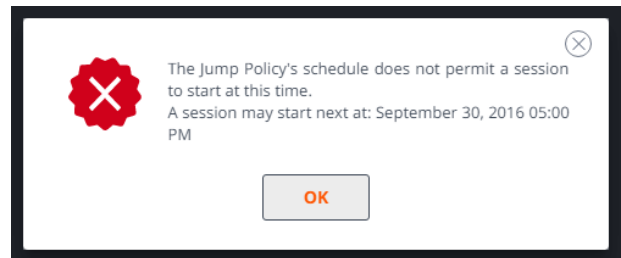 The Jump Policy's schedule does not permit a session
to start at this time.
A session may start next at: September 30, 2016 05:00
PM
OK